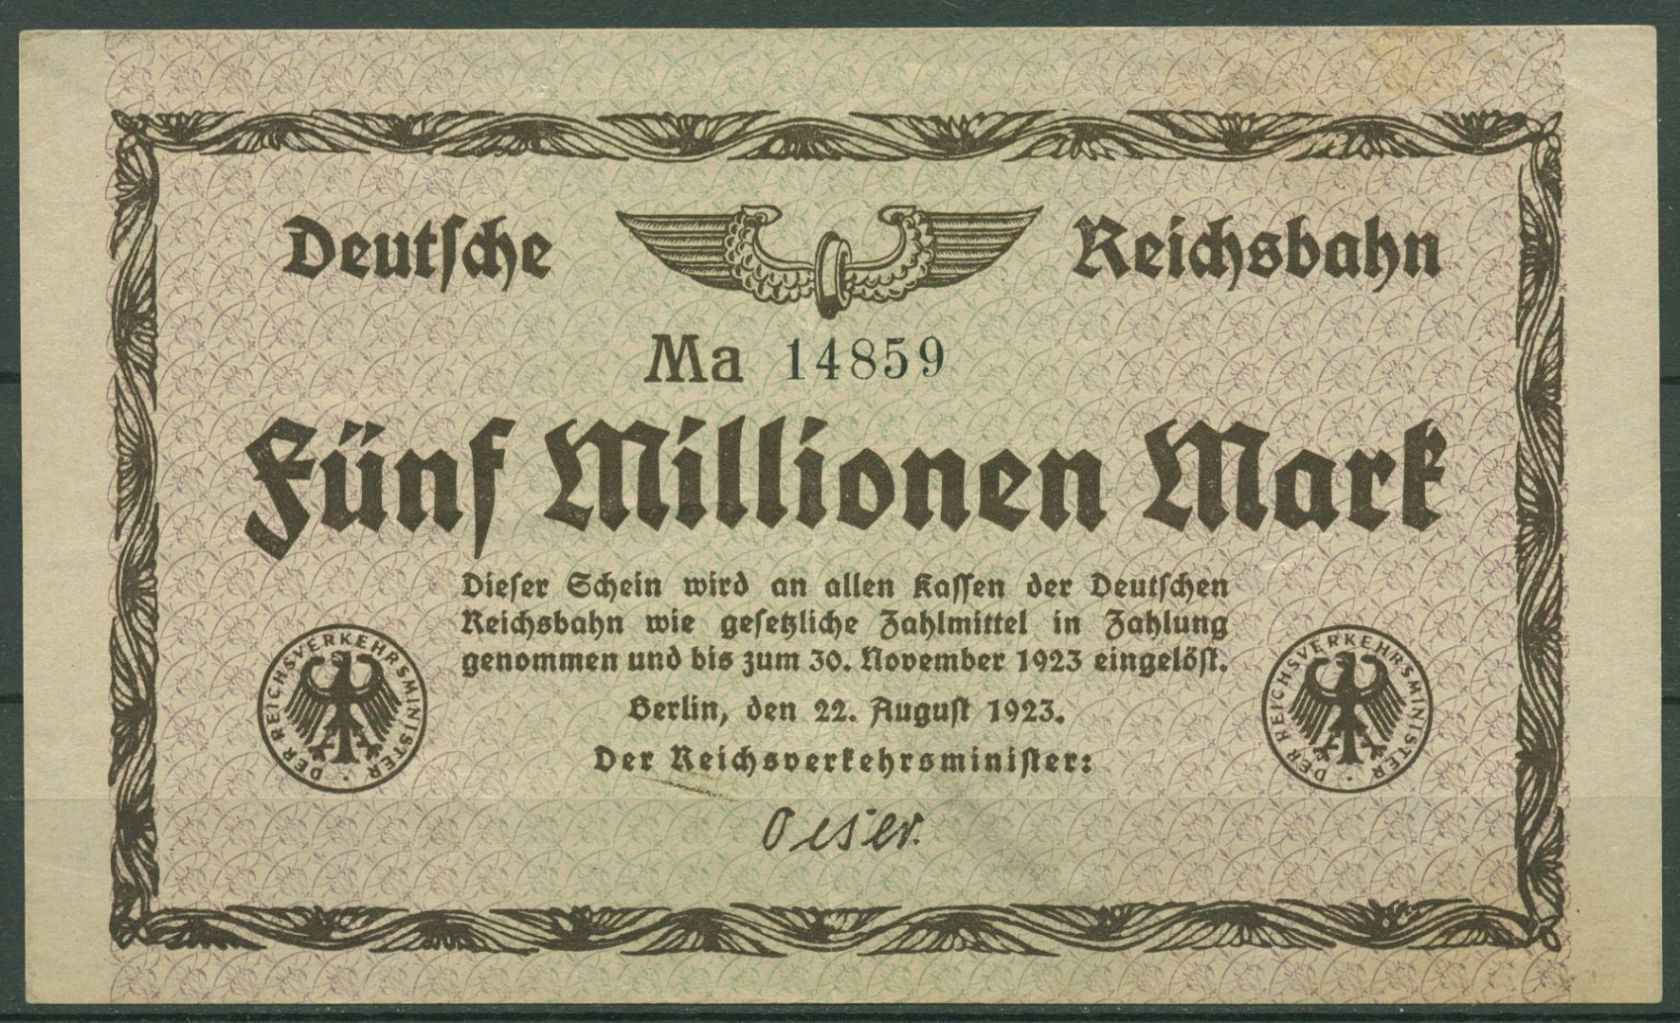 Deutsche Reichsbahn
Ma 14859
Fünf Millionen Mark
Dieser Schein wird an allen Kassen der Deutschen
Reichsbahn wie gesetzliche Zahlmittel in Zahlung
genommen und bis zum 30. November 1923 eingelöst.
Berlin, den 22. August 1923.
Der Reichsverkehrsminister:
Oeser.
DER REICHSVERKEHRSMINISTER
DER REICHSVERKEHRSMINISTER